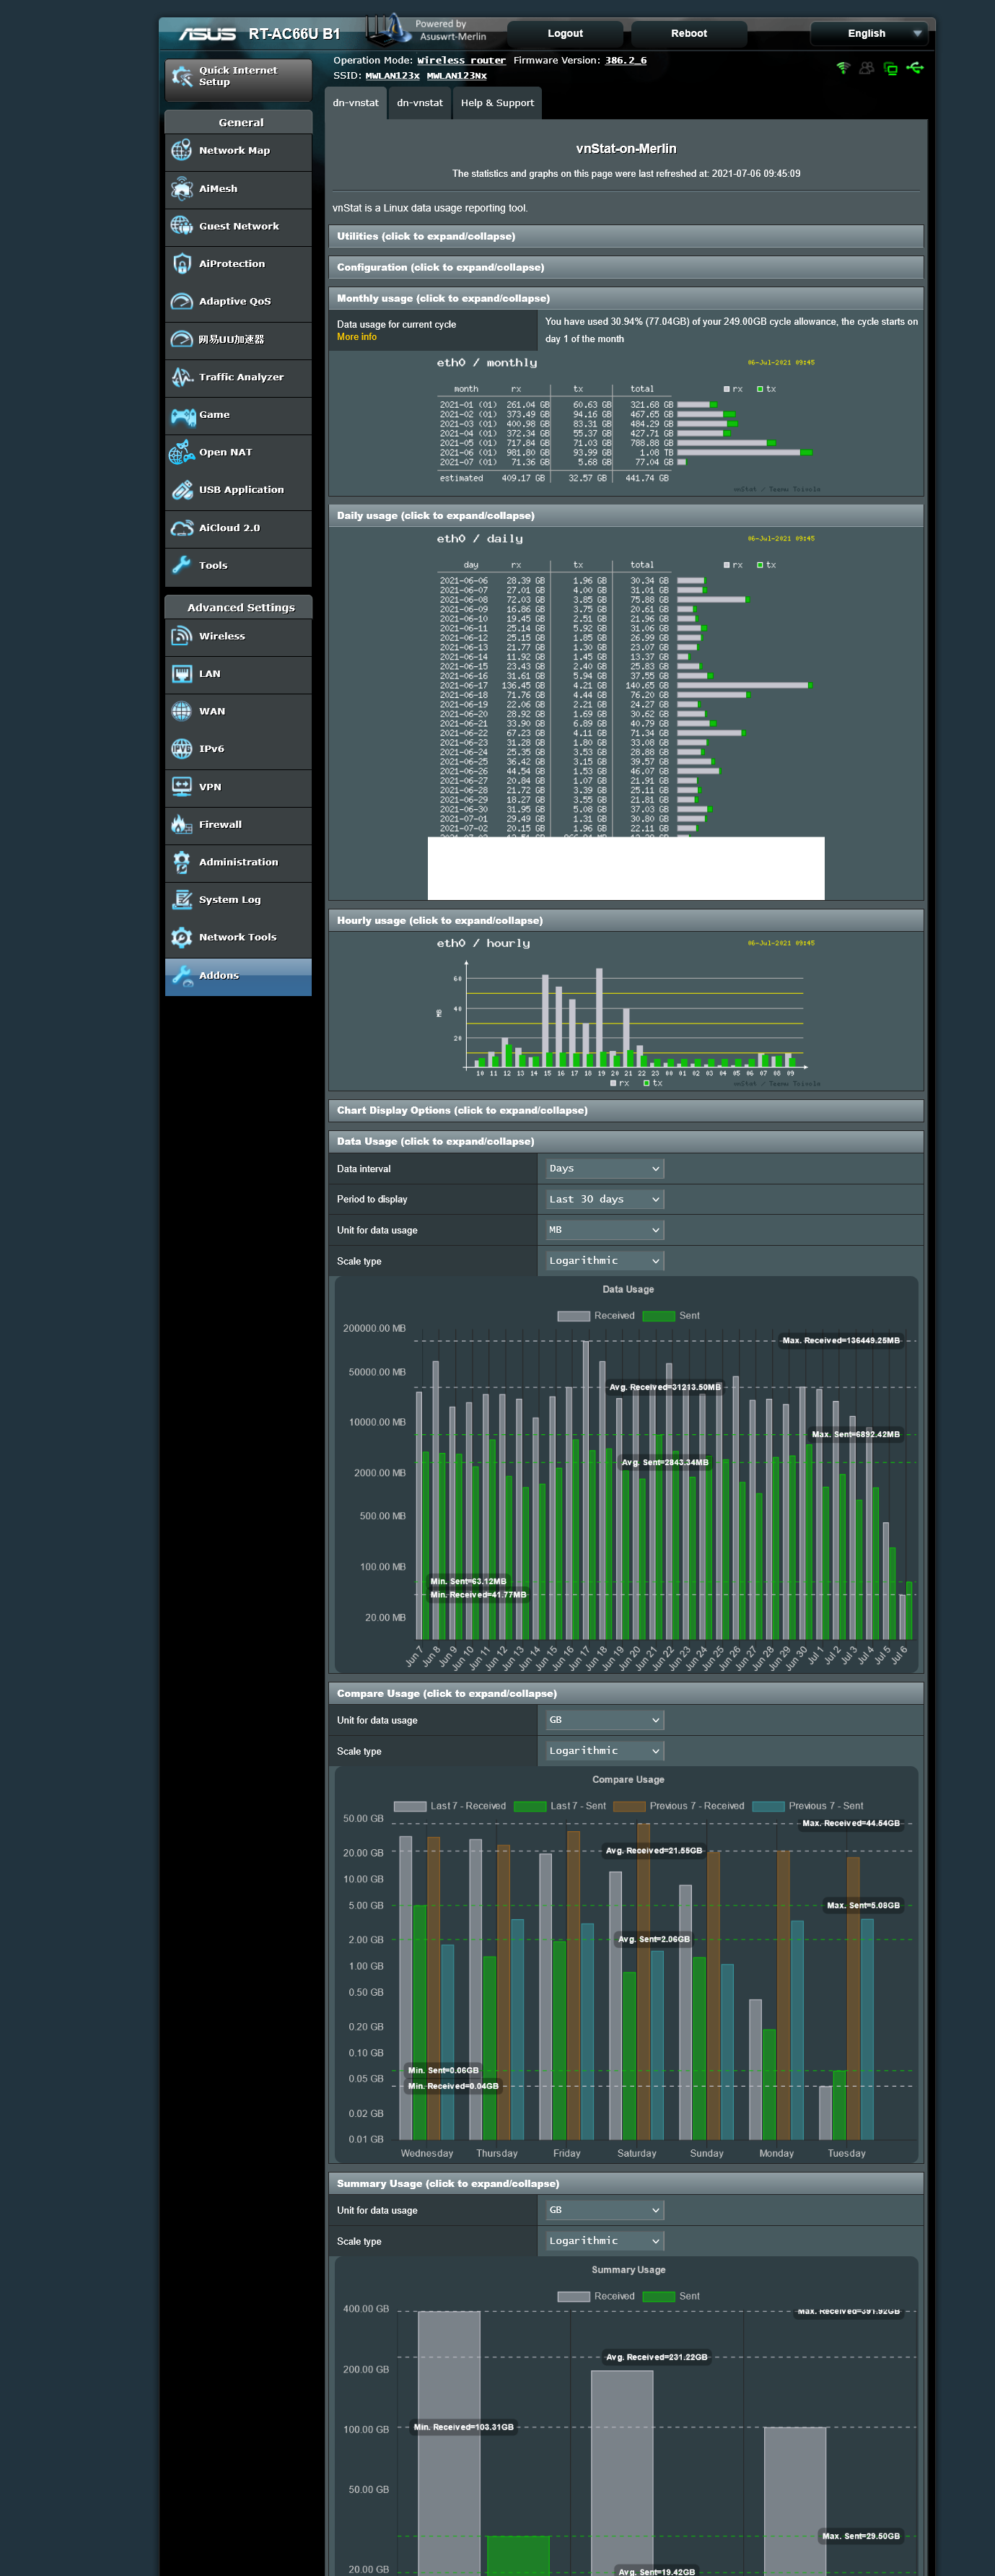 ASUS RT-AC66U B1
Powered by
Asuswrt-Merlin
Logout
Reboot
English
Operation Mode: Wireless router Firmware Version: 386.2_6
SSID: MWLAN123x MWLAN123Nx
Quick Internet
Setup
General
Network Map
AiMesh
Guest Network
AiProtection
Adaptive QoS
网易UU加速器
Traffic Analyzer
Game
Open NAT
USB Application
AiCloud 2.0
Tools
Advanced Settings
Wireless
LAN
WAN
IPv6
VPN
Firewall
Administration
System Log
Network Tools
Addons
dn-vnstat
dn-vnstat
Help & Support
vnStat-on-Merlin
The statistics and graphs on this page were last refreshed at: 2021-07-06 09:45:09
vnStat is a Linux data usage reporting tool.
Utilities (click to expand/collapse)
Configuration (click to expand/collapse)
Monthly usage (click to expand/collapse)
Data usage for current cycle
More info
You have used 30.94% (77.04GB) of your 249.00GB cycle allowance, the cycle starts on
day 1 of the month
eth0 / monthly
06-Jul-2021 09:45
month rx tx total rx tx
2021-01 (01) 261.04 GB 60.63 GB 321.68 GB
2021-02 (01) 373.49 GB 94.16 GB 467.65 GB
2021-03 (01) 400.98 GB 83.31 GB 484.29 GB
2021-04 (01) 372.34 GB 55.37 GB 427.71 GB
2021-05 (01) 717.84 GB 71.03 GB 788.88 GB
2021-06 (01) 981.80 GB 93.99 GB 1.08 TB
2021-07 (01) 71.36 GB 5.68 GB 77.04 GB
estimated 409.17 GB 32.57 GB 441.74 GB
vnStat / Teemu Toivola
Daily usage (click to expand/collapse)
eth0 / daily
06-Jul-2021 09:45
day rx tx total rx tx
2021-06-06 28.39 GB 1.96 GB 30.34 GB
2021-06-07 27.01 GB 4.00 GB 31.01 GB
2021-06-08 72.03 GB 3.85 GB 75.88 GB
2021-06-09 16.86 GB 3.75 GB 20.61 GB
2021-06-10 19.45 GB 2.51 GB 21.96 GB
2021-06-11 25.14 GB 5.92 GB 31.06 GB
2021-06-12 25.15 GB 1.85 GB 26.99 GB
2021-06-13 21.77 GB 1.30 GB 23.07 GB
2021-06-14 11.92 GB 1.45 GB 13.37 GB
2021-06-15 23.43 GB 2.40 GB 25.83 GB
2021-06-16 31.61 GB 5.94 GB 37.55 GB
2021-06-17 136.45 GB 4.21 GB 140.65 GB
2021-06-18 71.76 GB 4.44 GB 76.20 GB
2021-06-19 22.06 GB 2.21 GB 24.27 GB
2021-06-20 28.92 GB 1.69 GB 30.62 GB
2021-06-21 33.90 GB 6.89 GB 40.79 GB
2021-06-22 67.23 GB 4.11 GB 71.34 GB
2021-06-23 31.28 GB 1.80 GB 33.08 GB
2021-06-24 25.35 GB 3.53 GB 28.88 GB
2021-06-25 36.42 GB 3.15 GB 39.57 GB
2021-06-26 44.54 GB 1.53 GB 46.07 GB
2021-06-27 20.84 GB 1.07 GB 21.91 GB
2021-06-28 21.72 GB 3.39 GB 25.11 GB
2021-06-29 18.27 GB 3.55 GB 21.81 GB
2021-06-30 31.95 GB 5.08 GB 37.03 GB
2021-07-01 29.49 GB 1.31 GB 30.80 GB
2021-07-02 20.15 GB 1.96 GB 22.11 GB
Hourly usage (click to expand/collapse)
eth0 / hourly
06-Jul-2021 09:45
60
40
MB
20
10 11 12 13 14 15 16 17 18 19 20 21 22 23 00 01 02 03 04 05 06 07 08 09
rx tx
vnStat / Teemu Toivola
Chart Display Options (click to expand/collapse)
Data Usage (click to expand/collapse)
Data interval
Days
Period to display
Last 30 days
Unit for data usage
MB
Scale type
Logarithmic
Data Usage
Received Sent
200000.00 MB
Max. Received=136449.25MB
50000.00 MB
Avg. Received=31213.50MB
10000.00 MB
Max. Sent=6892.42MB
Avg. Sent=2843.34MB
2000.00 MB
500.00 MB
100.00 MB
Min. Sent=63.12MB
Min. Received=41.77MB
20.00 MB
Jun 7 Jun 8 Jun 9 Jun 10 Jun 11 Jun 12 Jun 13 Jun 14 Jun 15 Jun 16 Jun 17 Jun 18 Jun 19 Jun 20 Jun 21 Jun 22 Jun 23 Jun 24 Jun 25 Jun 26 Jun 27 Jun 28 Jun 29 Jun 30 Jul 1 Jul 2 Jul 3 Jul 4 Jul 5 Jul 6
Compare Usage (click to expand/collapse)
Unit for data usage
GB
Scale type
Logarithmic
Compare Usage
Last 7 - Received Last 7 - Sent Previous 7 - Received Previous 7 - Sent
50.00 GB
Max. Received=44.54GB
20.00 GB
Avg. Received=21.55GB
10.00 GB
5.00 GB
Max. Sent=5.08GB
2.00 GB
Avg. Sent=2.06GB
1.00 GB
0.50 GB
0.20 GB
0.10 GB
Min. Sent=0.06GB
0.05 GB
Min. Received=0.04GB
0.02 GB
0.01 GB
Wednesday Thursday Friday Saturday Sunday Monday Tuesday
Summary Usage (click to expand/collapse)
Unit for data usage
GB
Scale type
Logarithmic
Summary Usage
Received Sent
400.00 GB
Max. Received=391.92GB
Avg. Received=231.22GB
200.00 GB
100.00 GB
Min. Received=103.31GB
50.00 GB
Max. Sent=29.50GB
20.00 GB
Avg. Sent=19.42GB